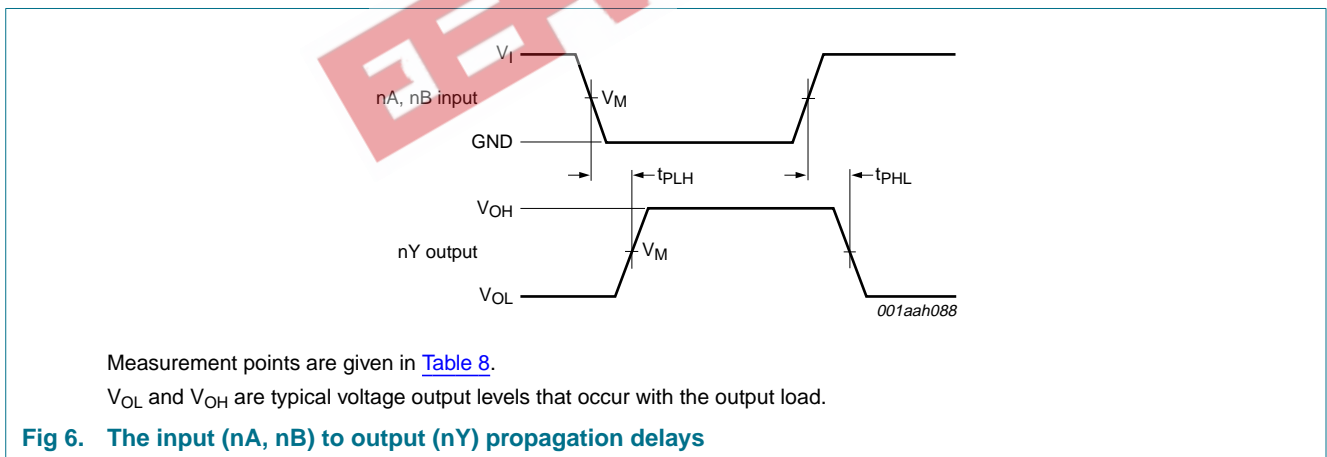 VI
nA, nB input
VM
GND
tPLH
tPHL
VOH
nY output
VM
VOL
001aah088
Measurement points are given in Table 8.
VOL and VOH are typical voltage output levels that occur with the output load.
Fig 6. The input (nA, nB) to output (nY) propagation delays